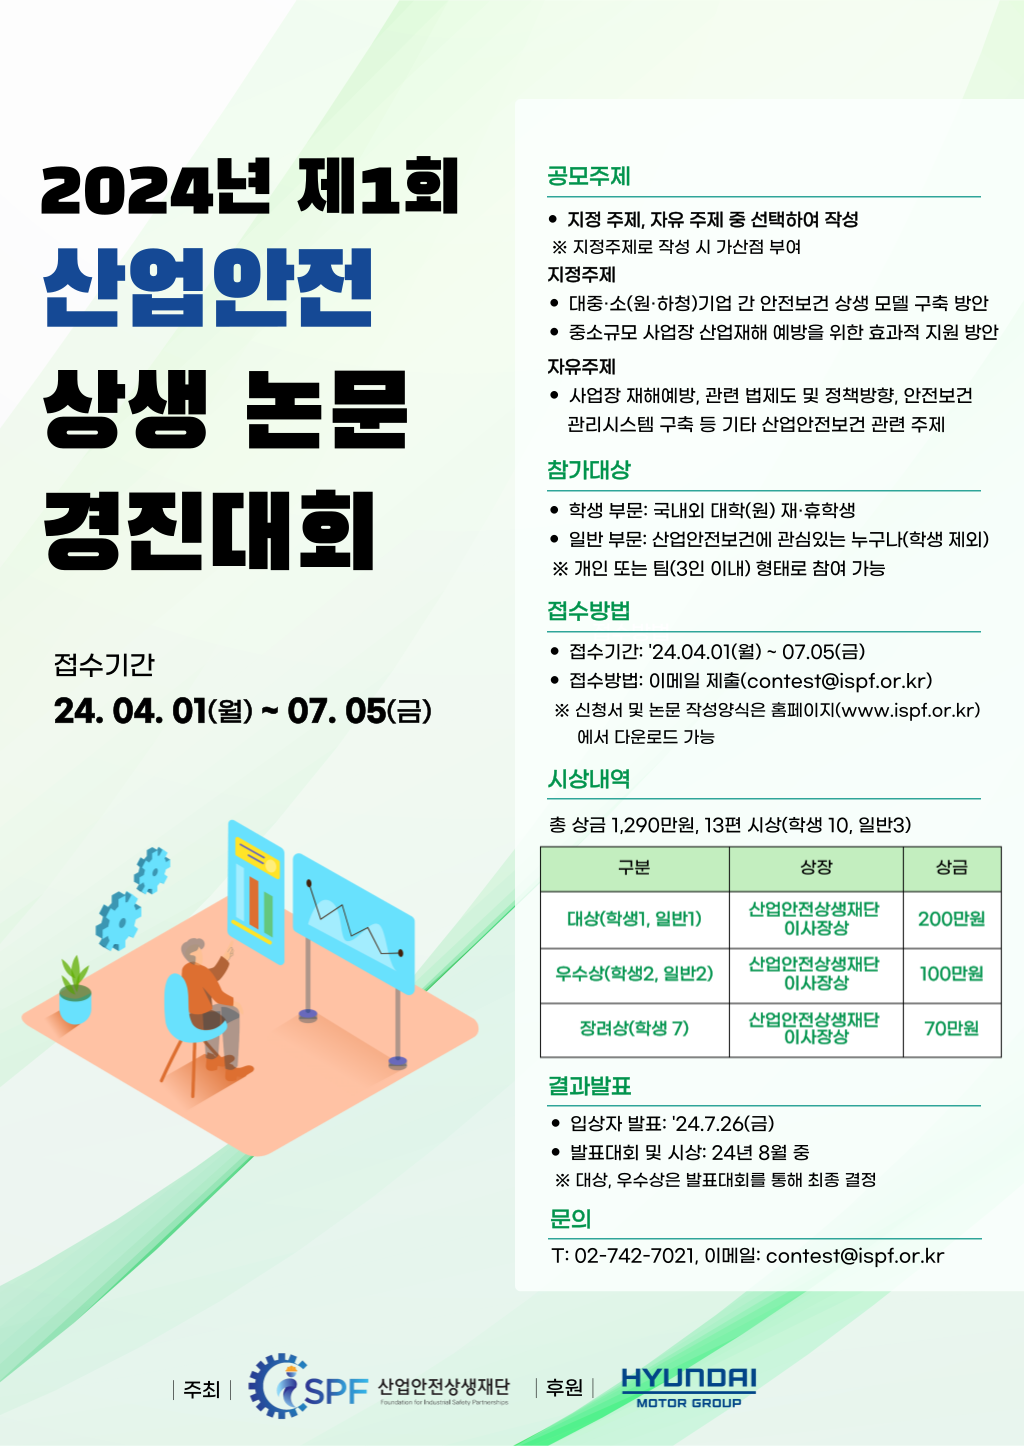 2024년 제1회
산업안전
상생 논문
경진대회
접수기간
24. 04. 01(월) ~ 07. 05(금)
공모주제
• 지정 주제, 자유 주제 중 선택하여 작성
※ 지정주제로 작성 시 가산점 부여
지정주제
• 대중·소(원·하청)기업 간 안전보건 상생 모델 구축 방안
• 중소규모 사업장 산업재해 예방을 위한 효과적 지원 방안
자유주제
• 사업장 재해예방, 관련 법제도 및 정책방향, 안전보건
관리시스템 구축 등 기타 산업안전보건 관련 주제
참가대상
• 학생 부문: 국내외 대학(원) 재·휴학생
• 일반 부문: 산업안전보건에 관심있는 누구나(학생 제외)
※ 개인 또는 팀(3인 이내) 형태로 참여 가능
접수방법
• 접수기간: '24.04.01(월) ~ 07.05(금)
• 접수방법: 이메일 제출(contest@ispf.or.kr)
※ 신청서 및 논문 작성양식은 홈페이지(www.ispf.or.kr)
에서 다운로드 가능
시상내역
총 상금 1,290만원, 13편 시상(학생 10, 일반3)
구분 상장 상금
대상(학생1, 일반1) 산업안전상생재단 이사장상 200만원
우수상(학생2, 일반2) 산업안전상생재단 이사장상 100만원
장려상(학생 7) 산업안전상생재단 이사장상 70만원
결과발표
• 입상자 발표: '24.7.26(금)
• 발표대회 및 시상: 24년 8월 중
※ 대상, 우수상은 발표대회를 통해 최종 결정
문의
T: 02-742-7021, 이메일: contest@ispf.or.kr
| 주최 | iSPF 산업안전상생재단 | 후원 | HYUNDAI
Foundation for Industrial Safety Partnerships MOTOR GROUP